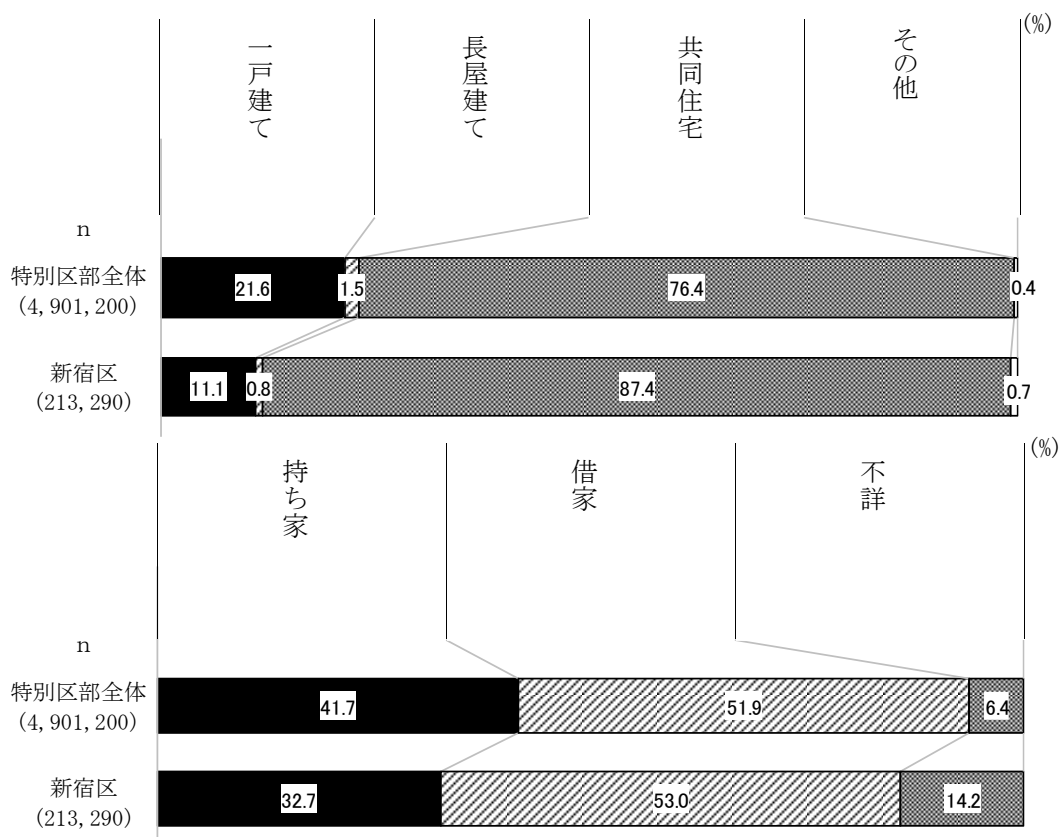 (%)
一戸建て
長屋建て
共同住宅
その他
n
特別区部全体
(4,901,200)
21.6
1.5
76.4
0.4
新宿区
(213,290)
11.1
0.8
87.4
0.7
(%)
持ち家
借家
不詳
n
特別区部全体
(4,901,200)
41.7
51.9
6.4
新宿区
(213,290)
32.7
53.0
14.2